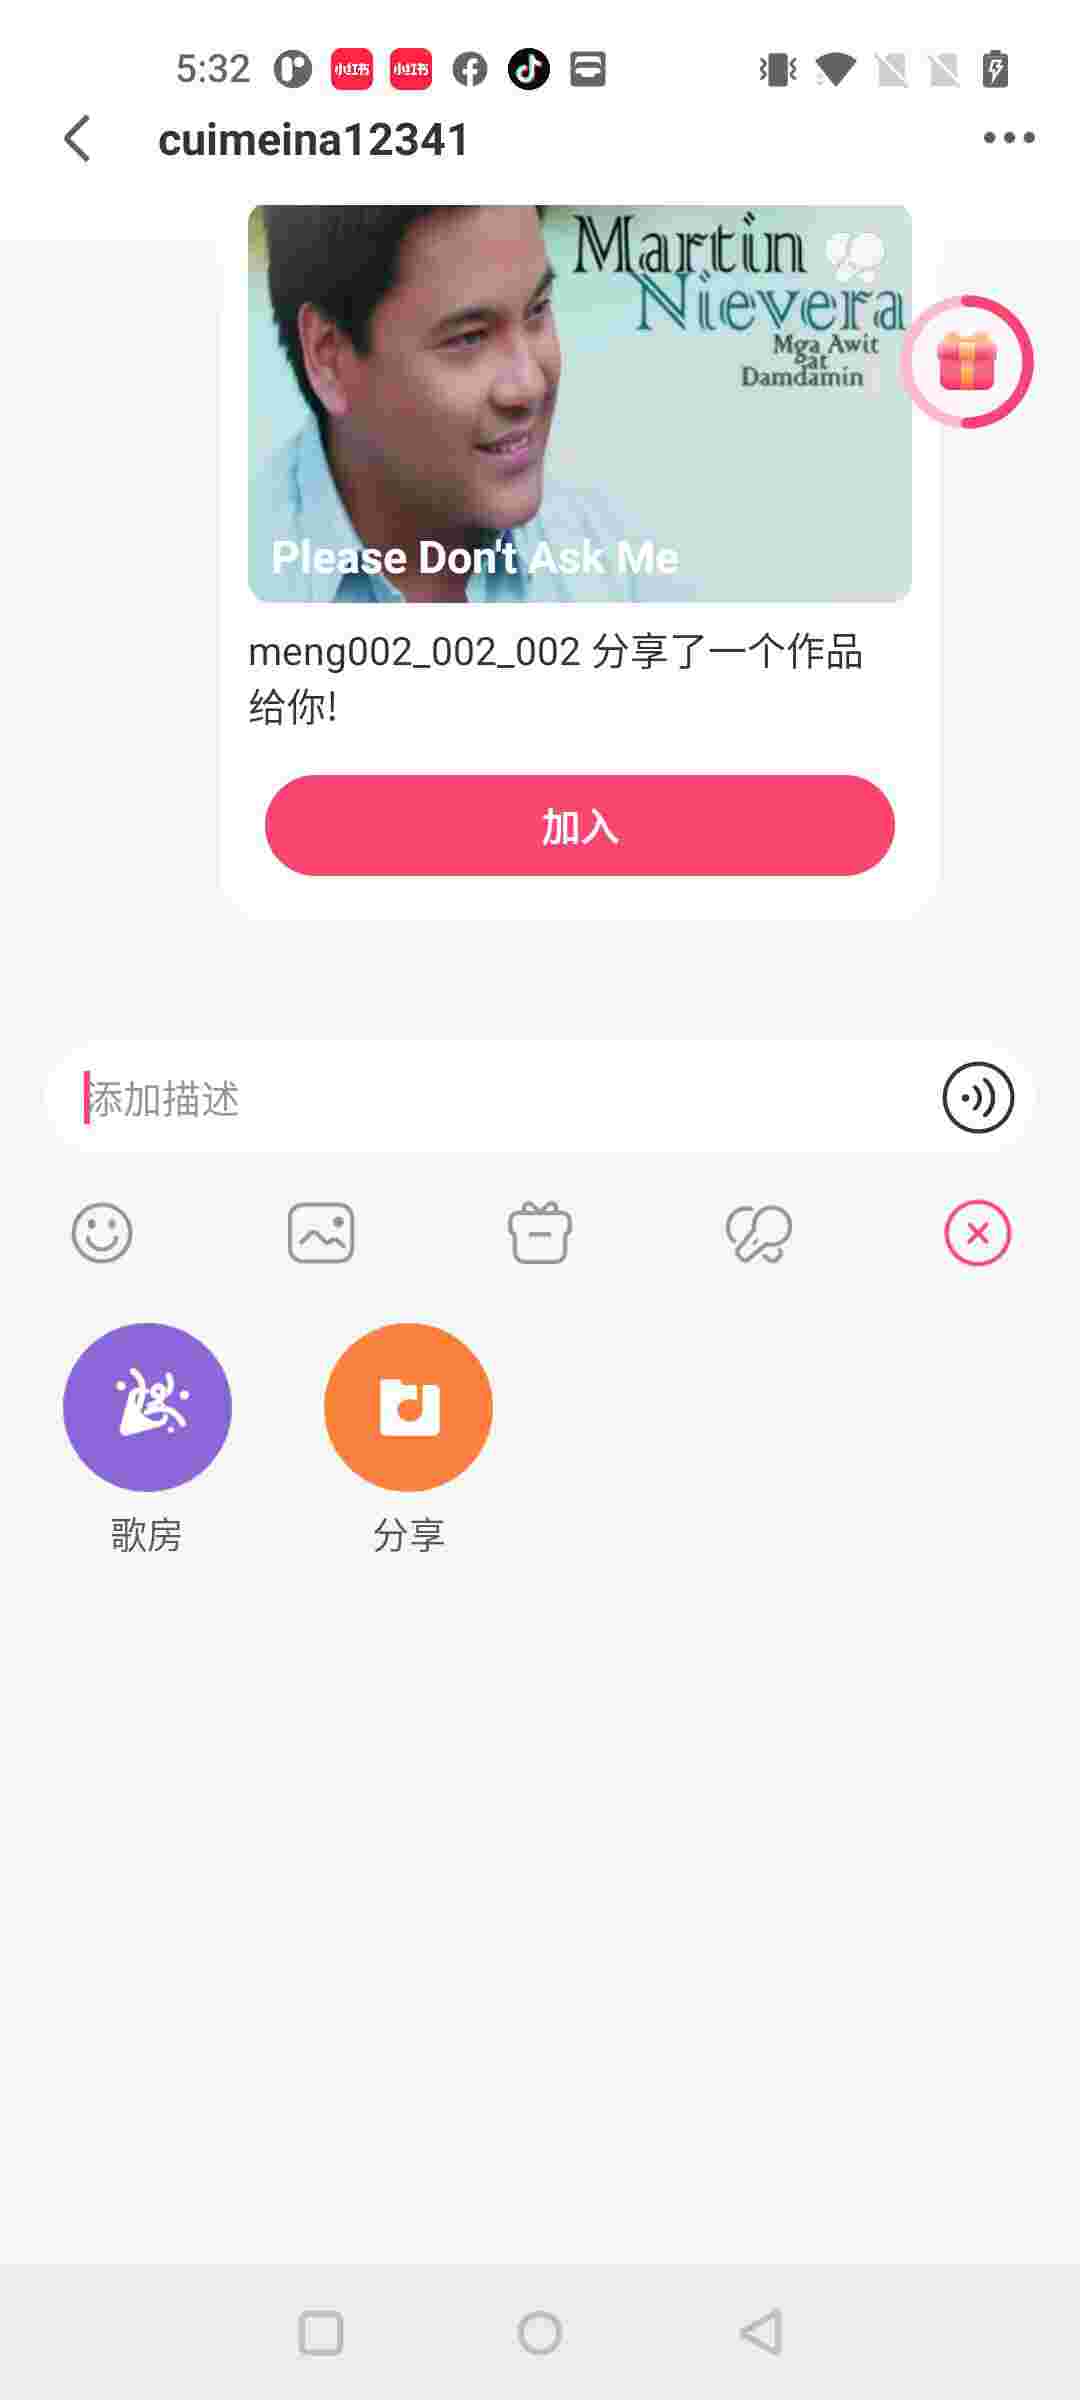 5:32
小红书
小红书
cuimeina12341
Martin
Nievera
Mga Awit
at
Damdamin
Please Don't Ask Me
meng002_002_002 分享了一个作品
给你!
加入
添加描述
歌房
分享